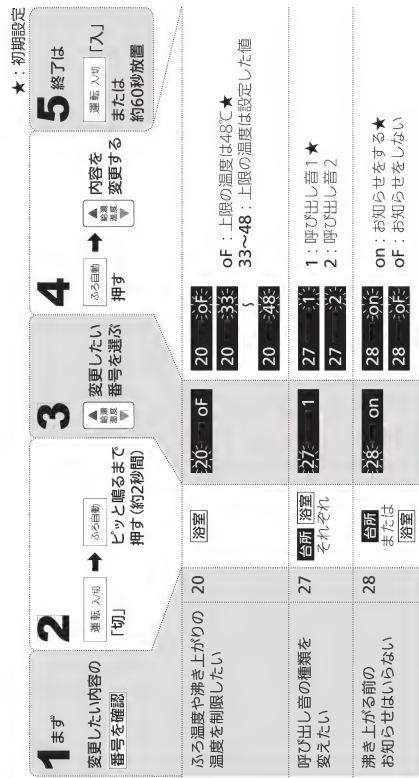 ★：初期設定
1 まず
変更したい内容の
番号を確認
2
運転 入/切 ➡ ふろ自動
「切」 ピッと鳴るまで
押す(約2秒間)
3
▲ 給湯温度 ▼ 変更したい
番号を選ぶ
4
ふろ自動 ➡ ▲ 給湯温度 ▼ 内容を
押す 変更する
5 終了は
運転 入/切 「入」
または
約60秒放置
ふろ温度や沸き上がりの
温度を制限したい
20
浴室
20 oF
20 oF
20 33
〜
20 48
oF：上限の温度は48℃★
33〜48：上限の温度は設定した値
呼び出し音の種類を
変えたい
27
台所 浴室
それぞれ
27 1
27 1
27 2
1：呼び出し音1★
2：呼び出し音2
沸き上がる前の
お知らせはいらない
28
台所
または
浴室
28 on
28 on
28 oF
on：お知らせをする★
oF：お知らせをしない